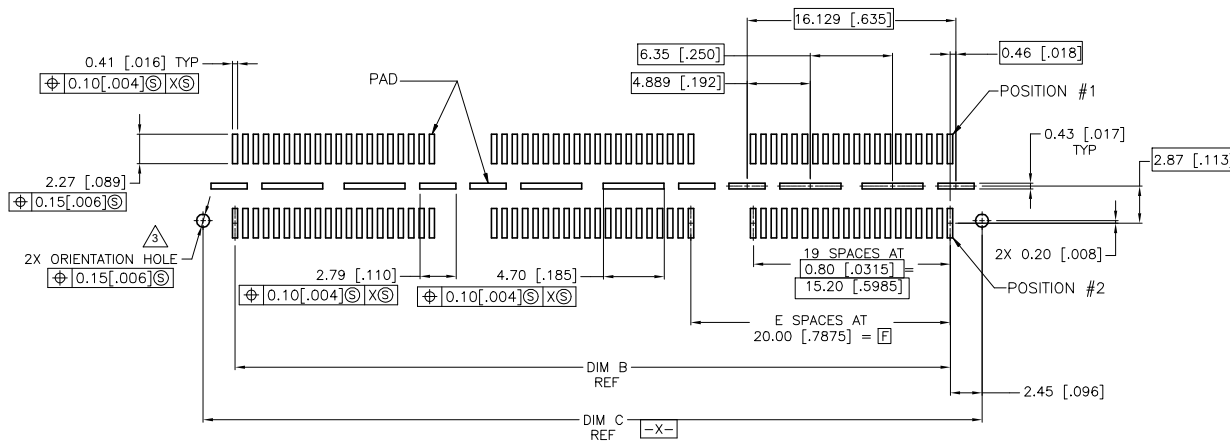 16.129 [.635]
0.41 [.016] TYP
⌖ 0.10[.004]Ⓢ XⓈ
6.35 [.250]
0.46 [.018]
PAD
4.889 [.192]
POSITION #1
0.43 [.017]
TYP
2.87 [.113]
2.27 [.089]
⌖ 0.15[.006]Ⓢ
3
2X ORIENTATION HOLE
⌖ 0.15[.006]Ⓢ
2.79 [.110]
⌖ 0.10[.004]Ⓢ XⓈ
4.70 [.185]
⌖ 0.10[.004]Ⓢ XⓈ
19 SPACES AT
0.80 [.0315] =
15.20 [.5985]
2X 0.20 [.008]
POSITION #2
E SPACES AT
20.00 [.7875] = F
DIM B
REF
2.45 [.096]
DIM C
REF
-X-